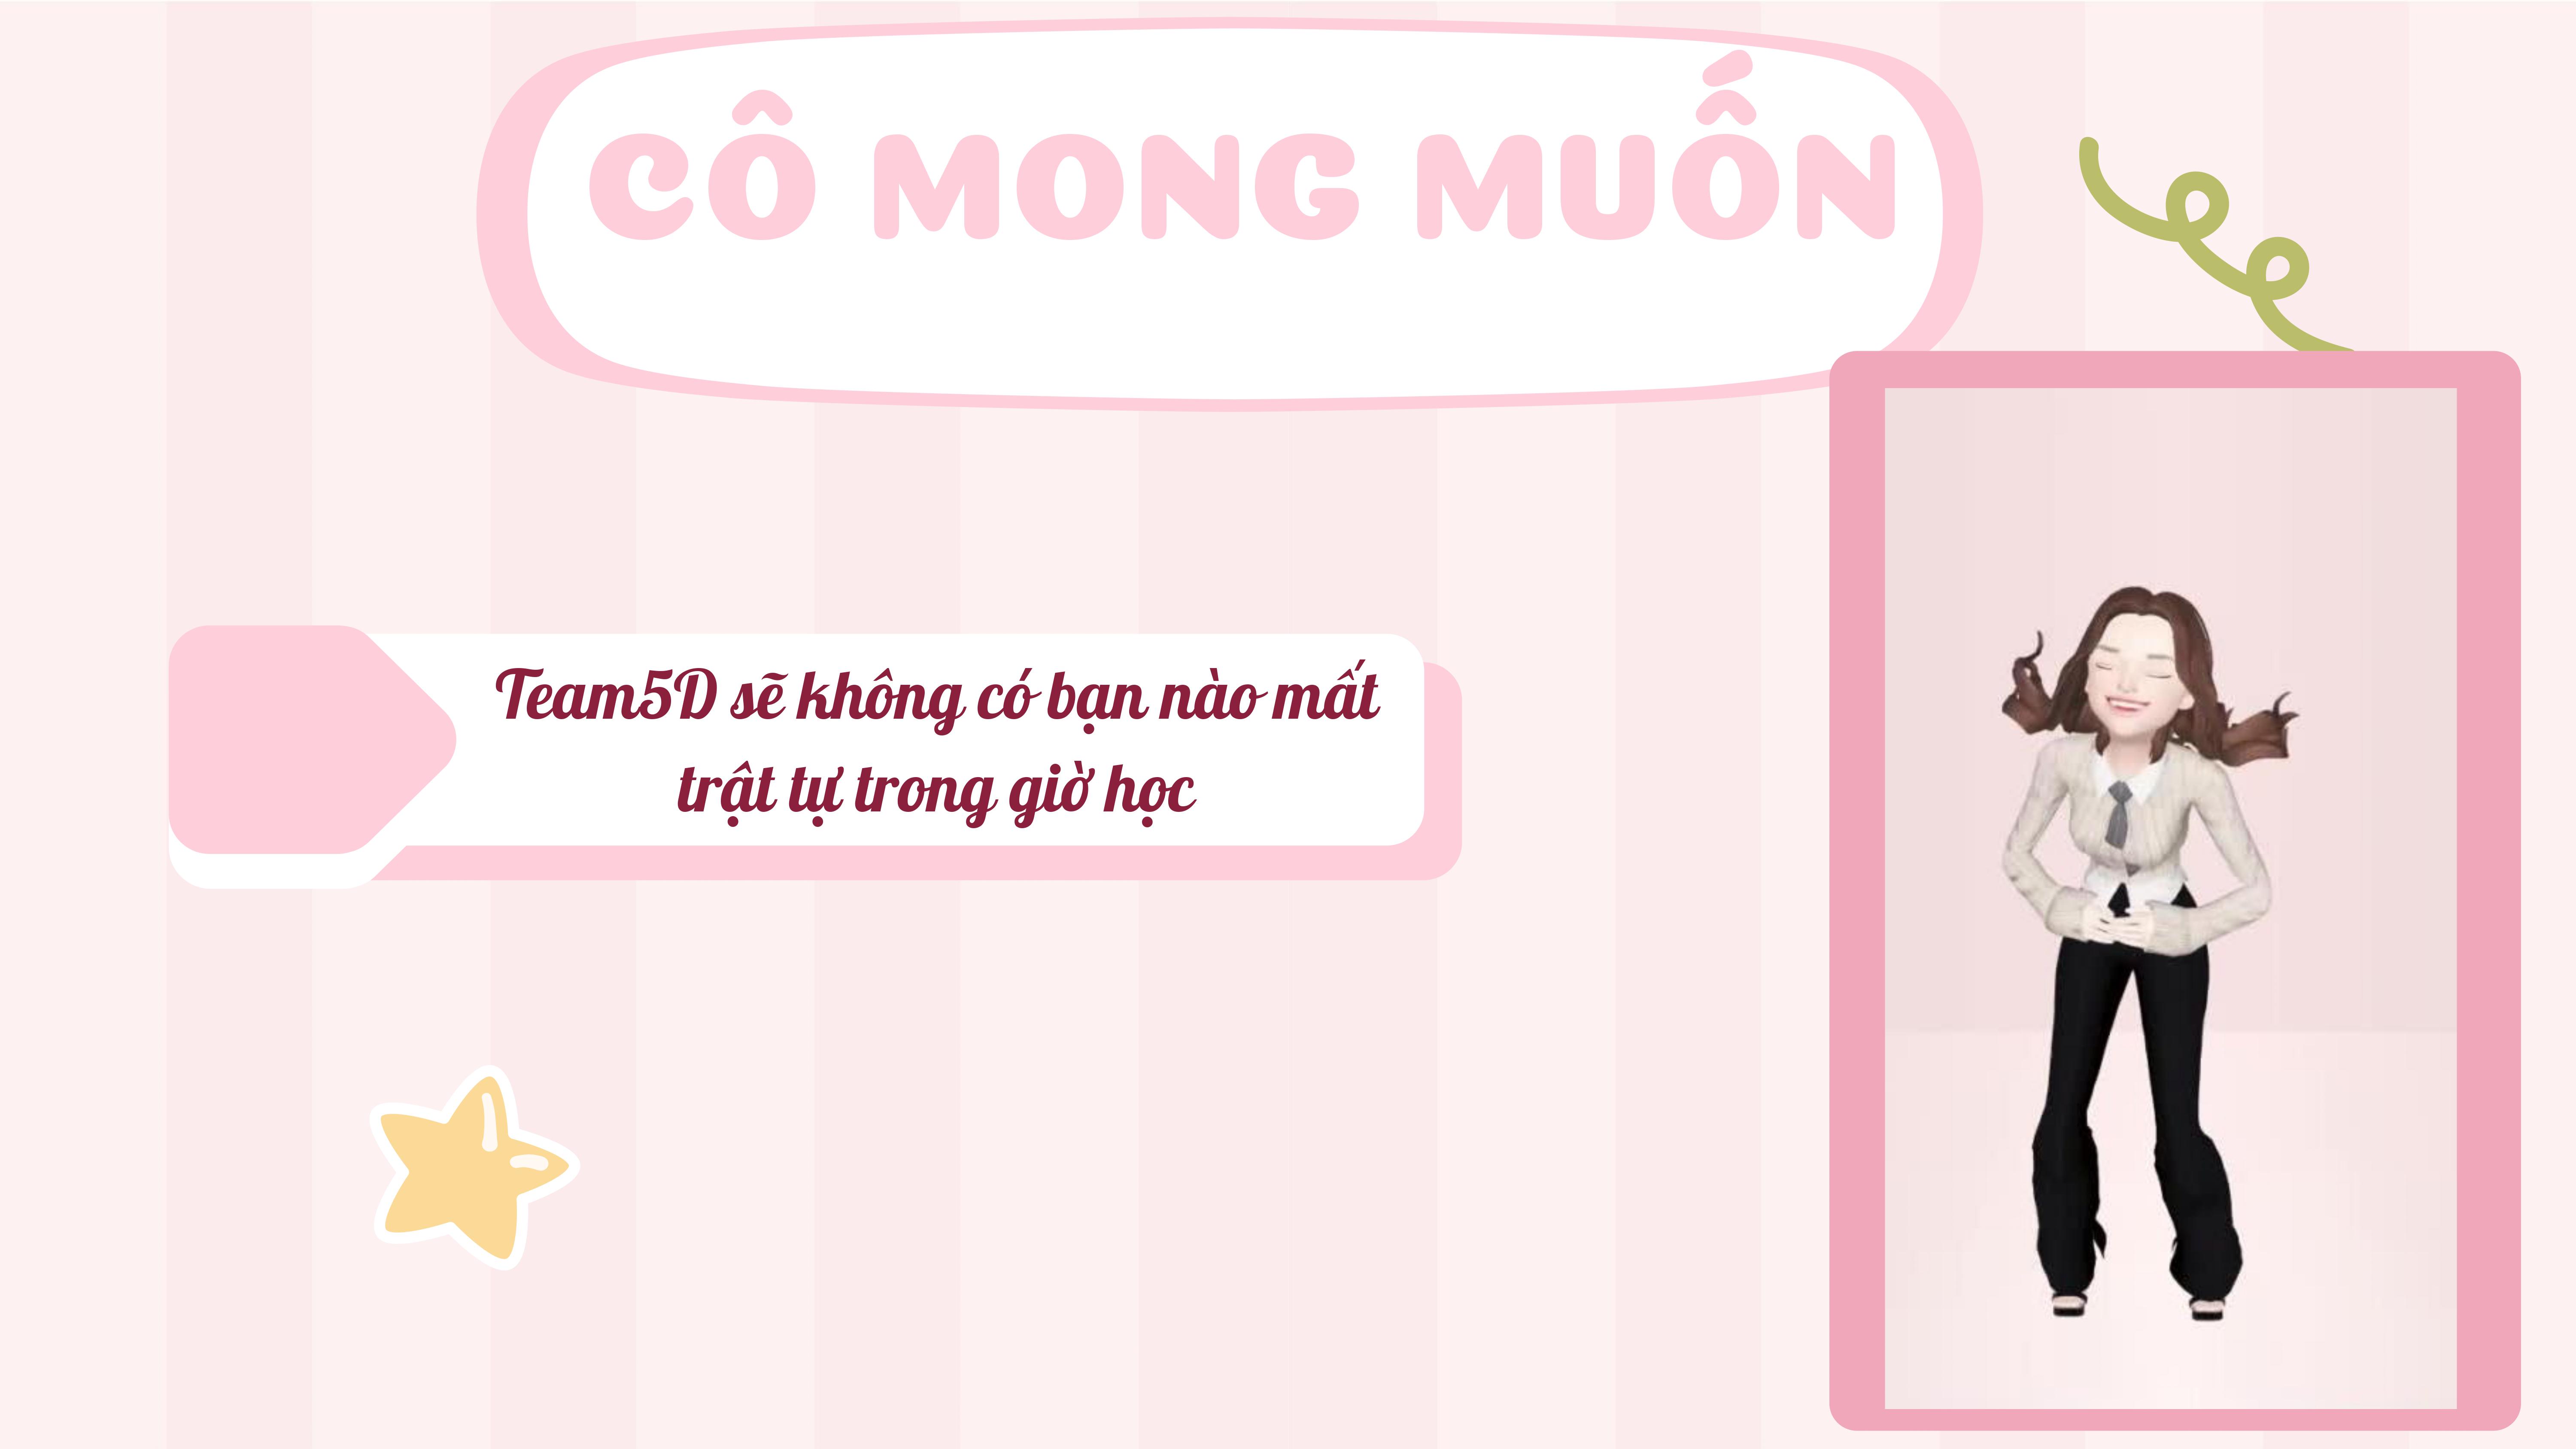 CÔ MONG MUỐN
Team5D sẽ không có bạn nào mất
trật tự trong giờ học